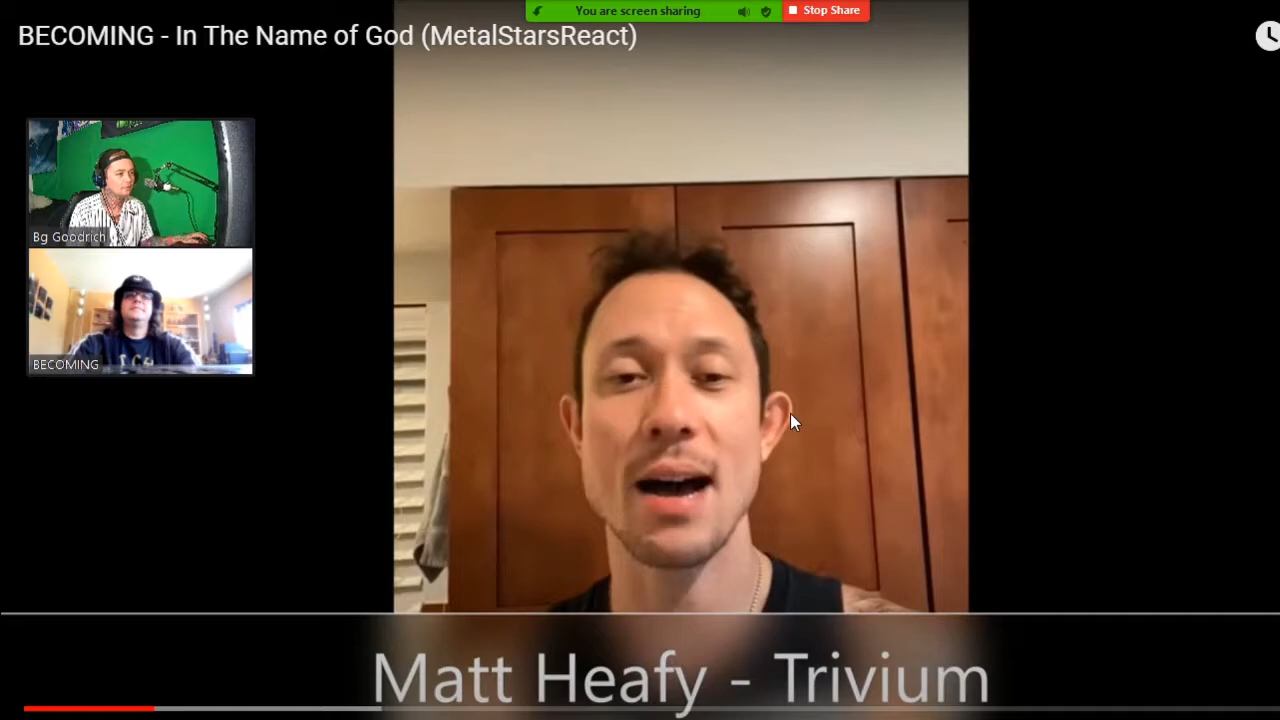 You are screen sharing
Stop Share
BECOMING - In The Name of God (MetalStarsReact)
Bg Goodrich
BECOMING
Matt Heafy - Trivium